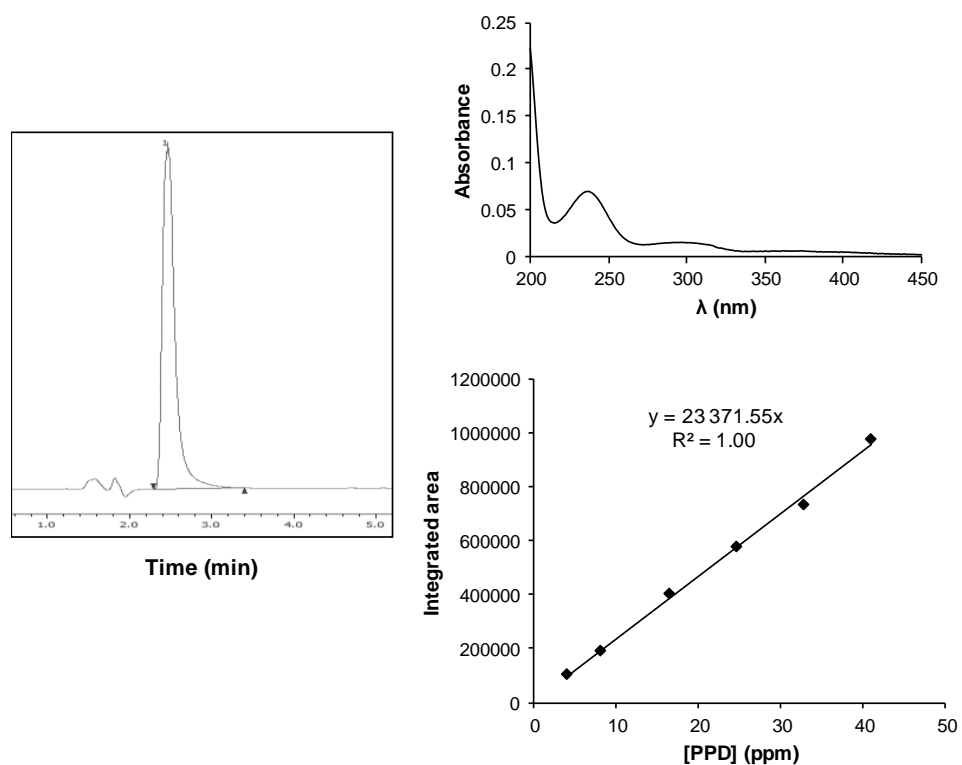 1
1.0 2.0 3.0 4.0 5.0
Time (min)
0.25
0.2
0.15
0.1
0.05
0
Absorbance
200 250 300 350 400 450
λ (nm)
1200000
1000000
800000
600000
400000
200000
0
Integrated area
y = 23 371.55x
R² = 1.00
0 10 20 30 40 50
[PPD] (ppm)